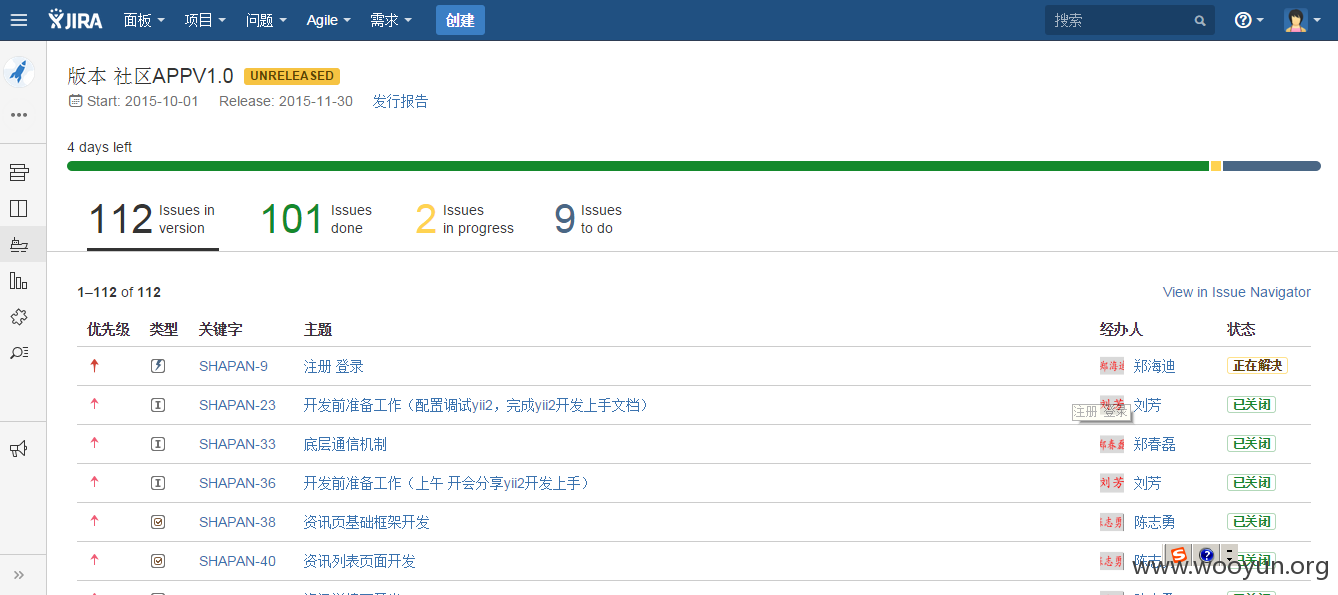 JIRA 面板 项目 问题 Agile 需求 创建 搜索
版本 社区APPV1.0 UNRELEASED
Start: 2015-10-01 Release: 2015-11-30 发行报告
4 days left
112 Issues in version
101 Issues done
2 Issues in progress
9 Issues to do
1–112 of 112 View in Issue Navigator
优先级 类型 关键字 主题 经办人 状态
SHAPAN-9 注册 登录 郑海迪 正在解决
SHAPAN-23 开发前准备工作（配置调试yii2，完成yii2开发上手文档） 刘芳 刘芳 已关闭
注册 登录
SHAPAN-33 底层通信机制 郑春磊 已关闭
SHAPAN-36 开发前准备工作（上午 开会分享yii2开发上手） 刘芳 刘芳 已关闭
SHAPAN-38 资讯页基础框架开发 陈志勇 已关闭
SHAPAN-40 资讯列表页面开发 陈志 已关闭
www.wooyun.org